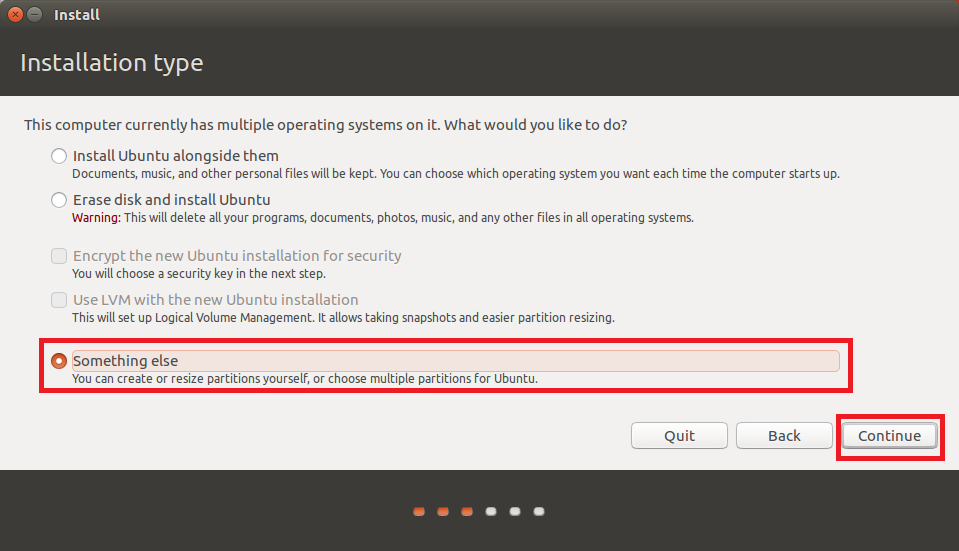 Install
Installation type
This computer currently has multiple operating systems on it. What would you like to do?
Install Ubuntu alongside them
Documents, music, and other personal files will be kept. You can choose which operating system you want each time the computer starts up.
Erase disk and install Ubuntu
Warning: This will delete all your programs, documents, photos, music, and any other files in all operating systems.
Encrypt the new Ubuntu installation for security
You will choose a security key in the next step.
Use LVM with the new Ubuntu installation
This will set up Logical Volume Management. It allows taking snapshots and easier partition resizing.
Something else
You can create or resize partitions yourself, or choose multiple partitions for Ubuntu.
Quit Back Continue